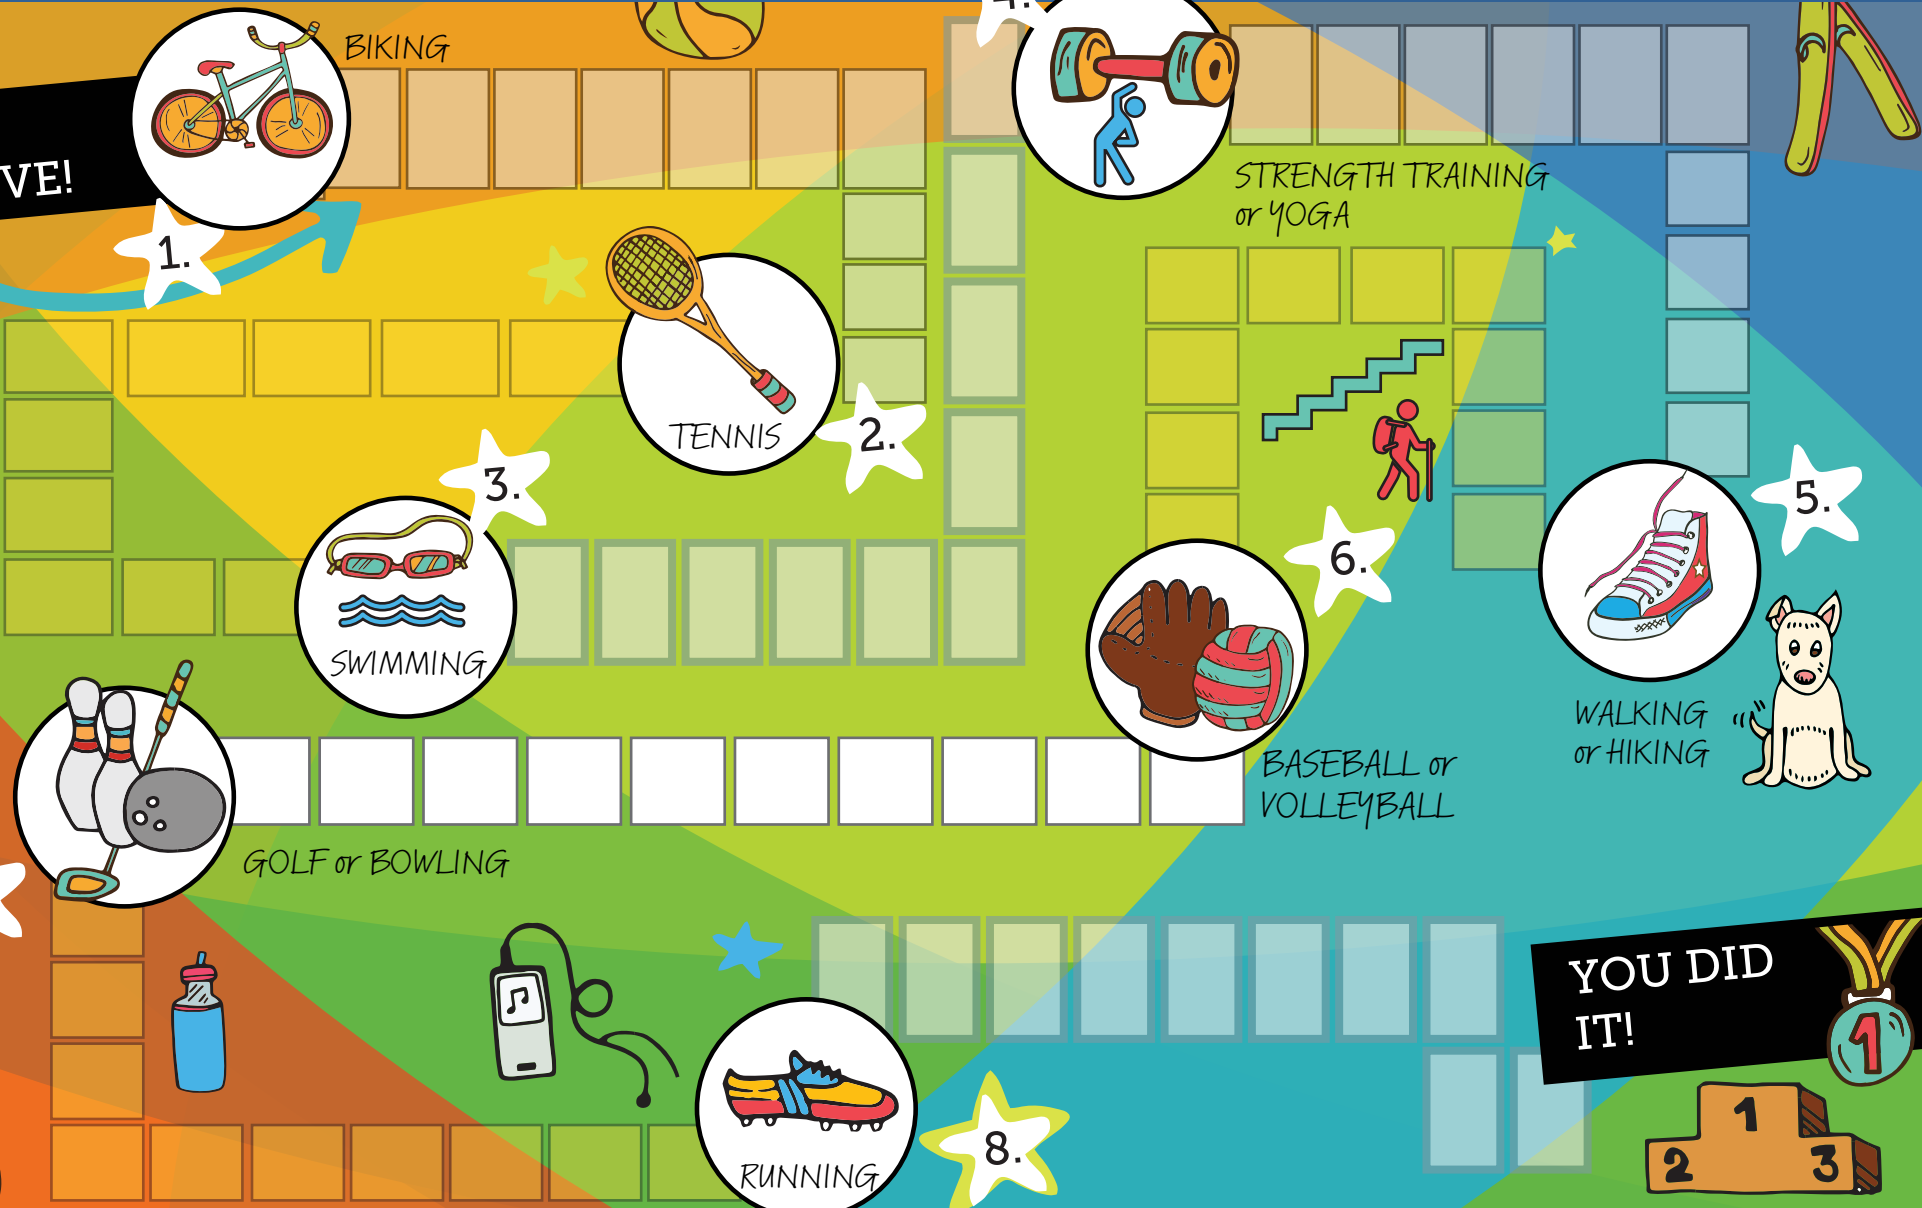 VE!
BIKING
1.
TENNIS
2.
3.
SWIMMING
4.
STRENGTH TRAINING
or YOGA
5.
WALKING
or HIKING
6.
BASEBALL or
VOLLEYBALL
GOLF or BOWLING
RUNNING
8.
YOU DID
IT!
1
1
2
3